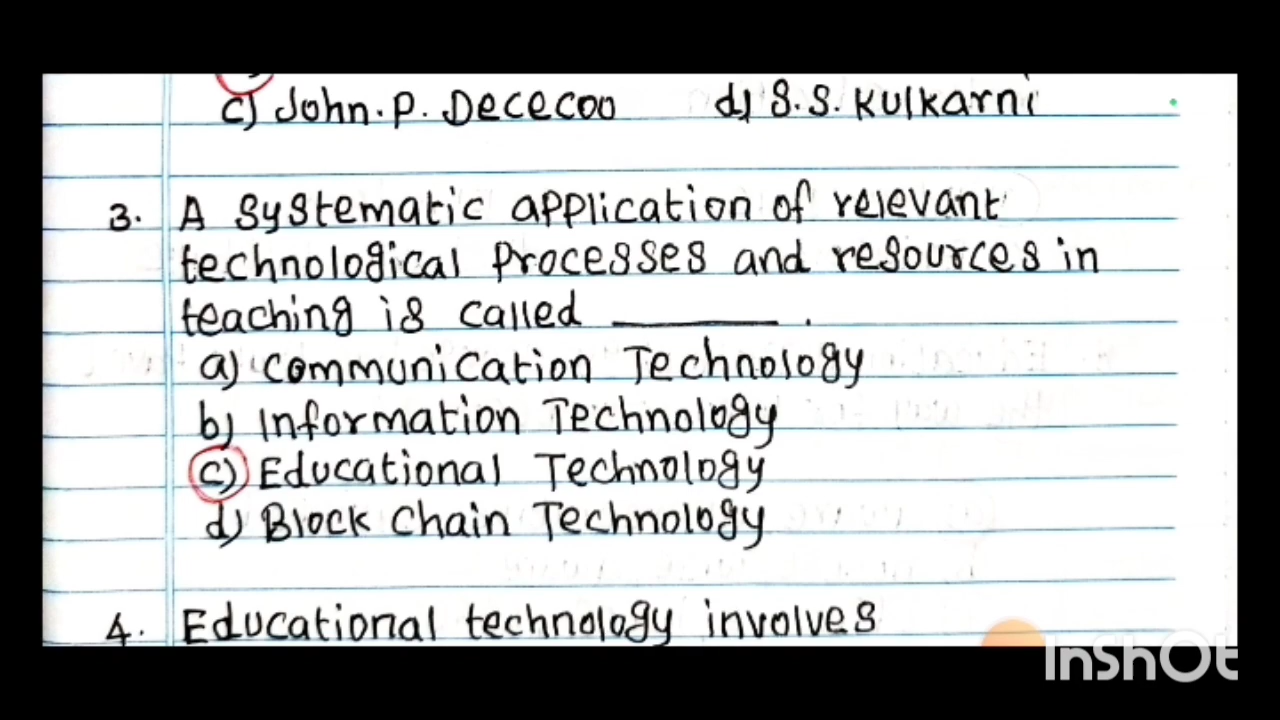 c) John. P. Dececoo d) S. S. Kulkarni
3. A Systematic application of relevant
technological Processes and resources in
teaching is called ______ .
a) Communication Technology
b) Information Technology
c) Educational Technology
d) Block Chain Technology
4. Educational technology involves
InShOt